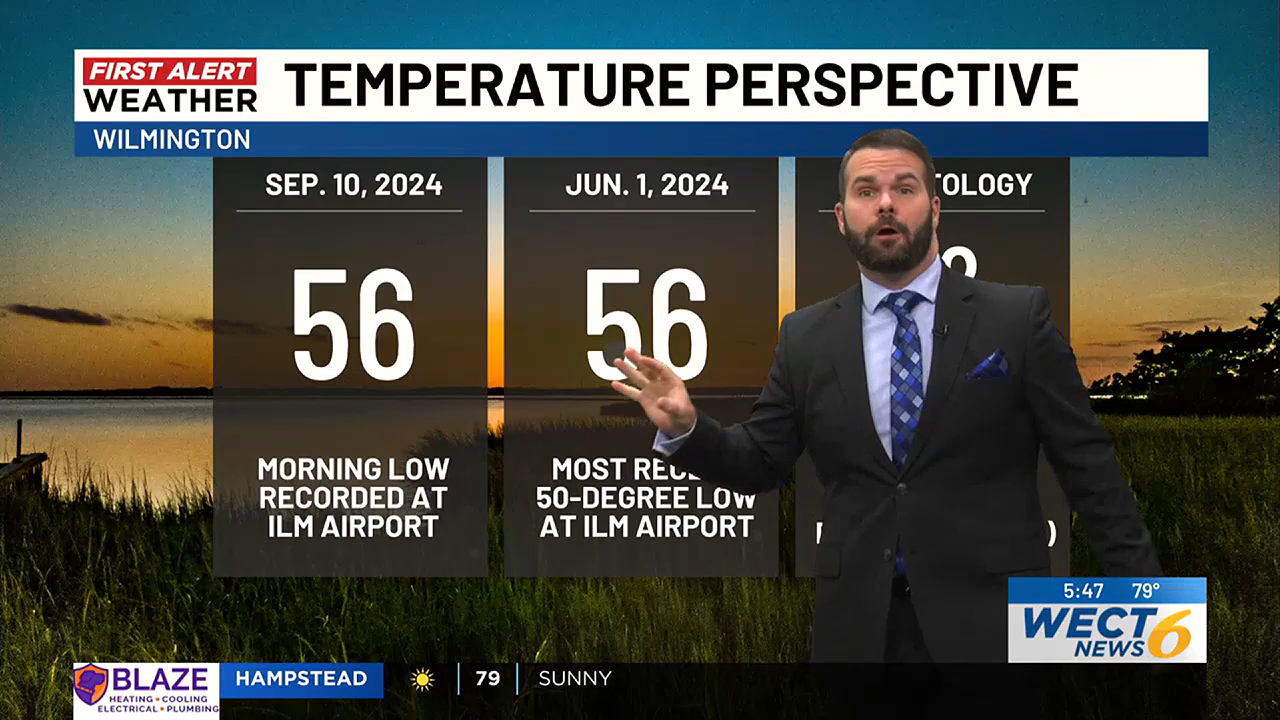 FIRST ALERT
WEATHER
TEMPERATURE PERSPECTIVE
WILMINGTON
SEP. 10, 2024
56
MORNING LOW
RECORDED AT
ILM AIRPORT
JUN. 1, 2024
56
MOST
50-DEGREE LOW
AT ILM AIRPORT
5:47 79°
WECT 6
NEWS
BLAZE
HEATING • COOLING
ELECTRICAL • PLUMBING
HAMPSTEAD
79
SUNNY